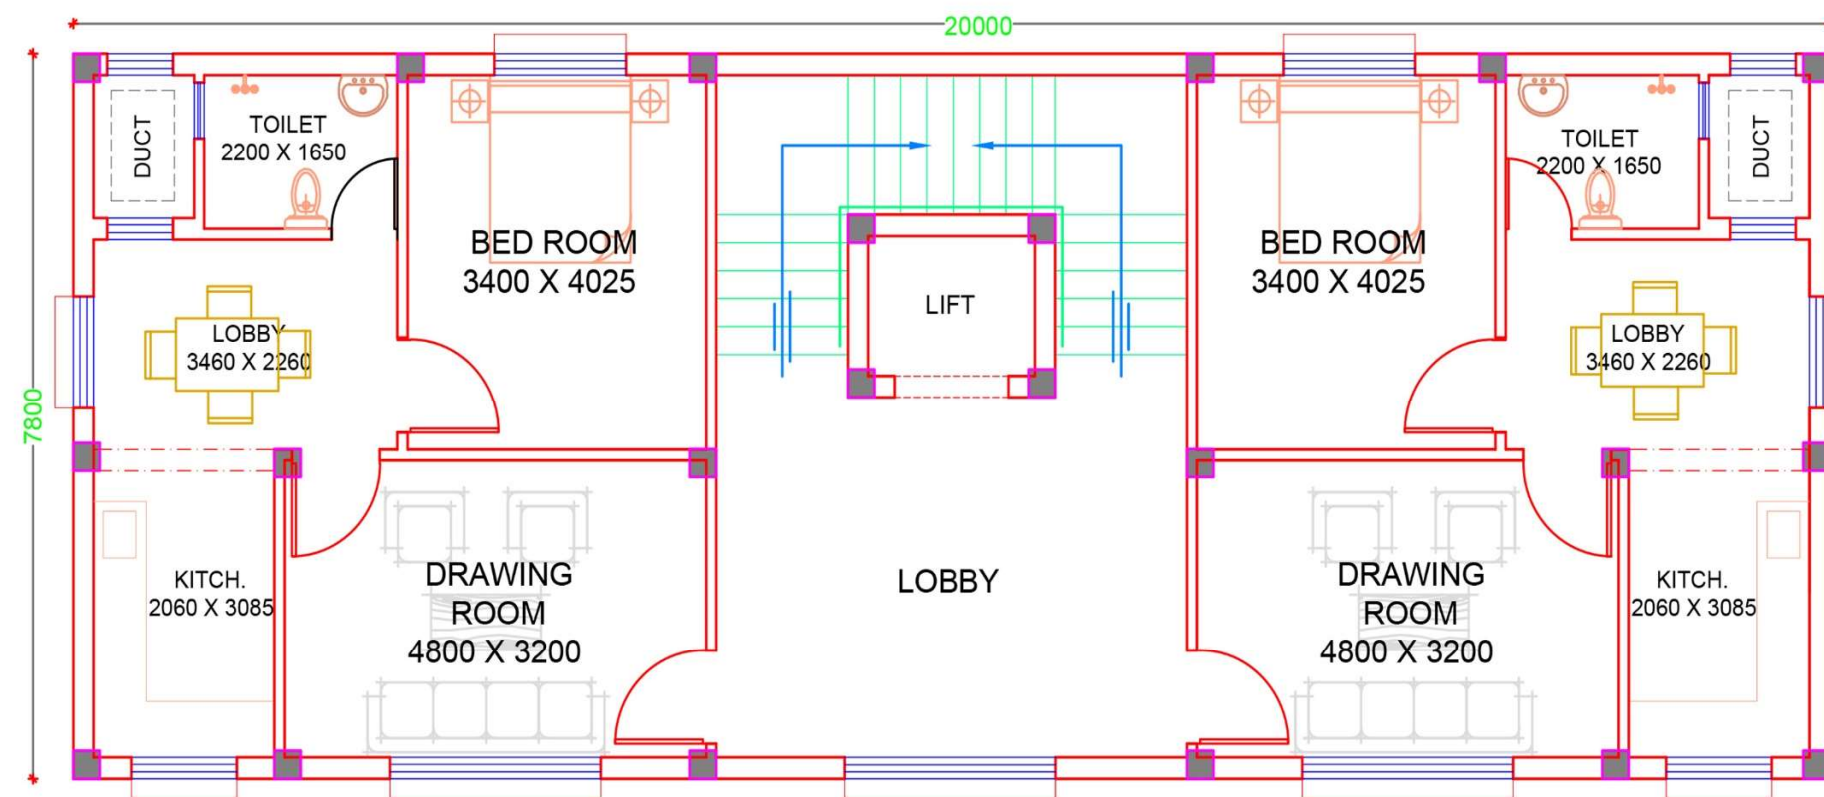 20000
7800
DUCT
TOILET
2200 X 1650
BED ROOM
3400 X 4025
LOBBY
3460 X 2260
LIFT
BED ROOM
3400 X 4025
TOILET
2200 X 1650
DUCT
LOBBY
3460 X 2260
KITCH.
2060 X 3085
DRAWING
ROOM
4800 X 3200
LOBBY
DRAWING
ROOM
4800 X 3200
KITCH.
2060 X 3085